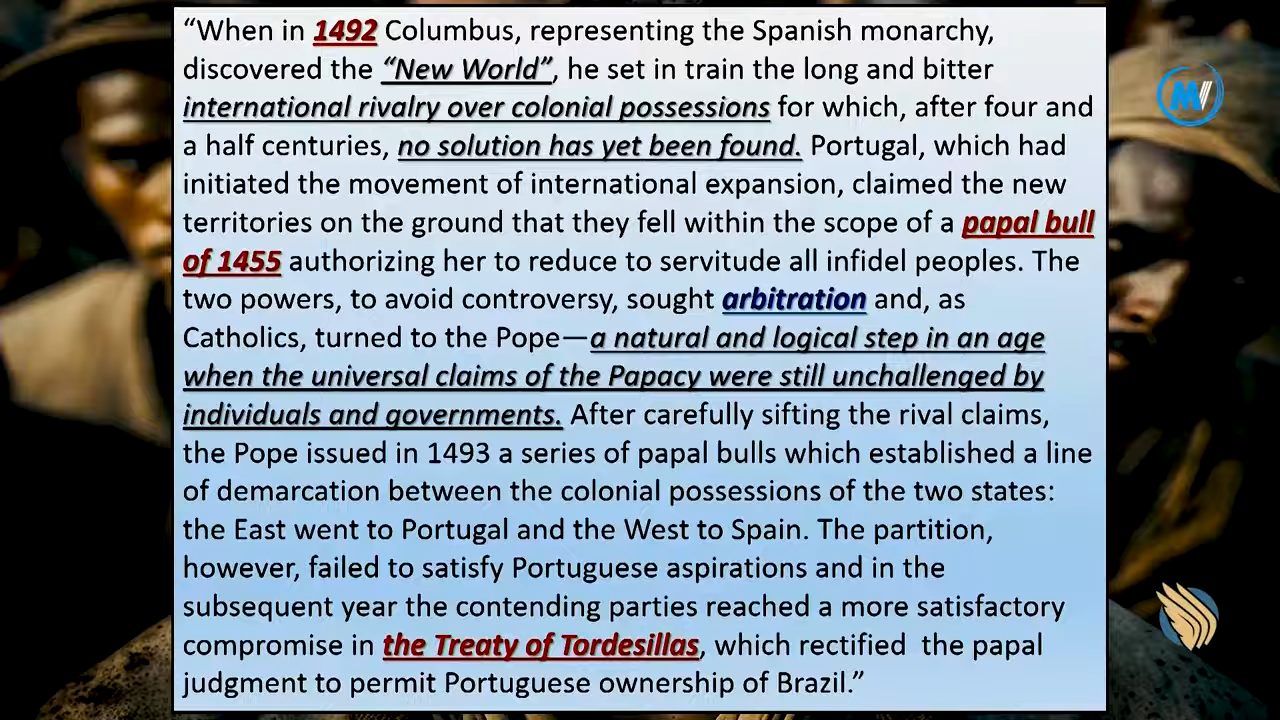 “When in 1492 Columbus, representing the Spanish monarchy,
discovered the “New World”, he set in train the long and bitter
international rivalry over colonial possessions for which, after four and
a half centuries, no solution has yet been found. Portugal, which had
initiated the movement of international expansion, claimed the new
territories on the ground that they fell within the scope of a papal bull
of 1455 authorizing her to reduce to servitude all infidel peoples. The
two powers, to avoid controversy, sought arbitration and, as
Catholics, turned to the Pope—a natural and logical step in an age
when the universal claims of the Papacy were still unchallenged by
individuals and governments. After carefully sifting the rival claims,
the Pope issued in 1493 a series of papal bulls which established a line
of demarcation between the colonial possessions of the two states:
the East went to Portugal and the West to Spain. The partition,
however, failed to satisfy Portuguese aspirations and in the
subsequent year the contending parties reached a more satisfactory
compromise in the Treaty of Tordesillas, which rectified the papal
judgment to permit Portuguese ownership of Brazil.”
MV